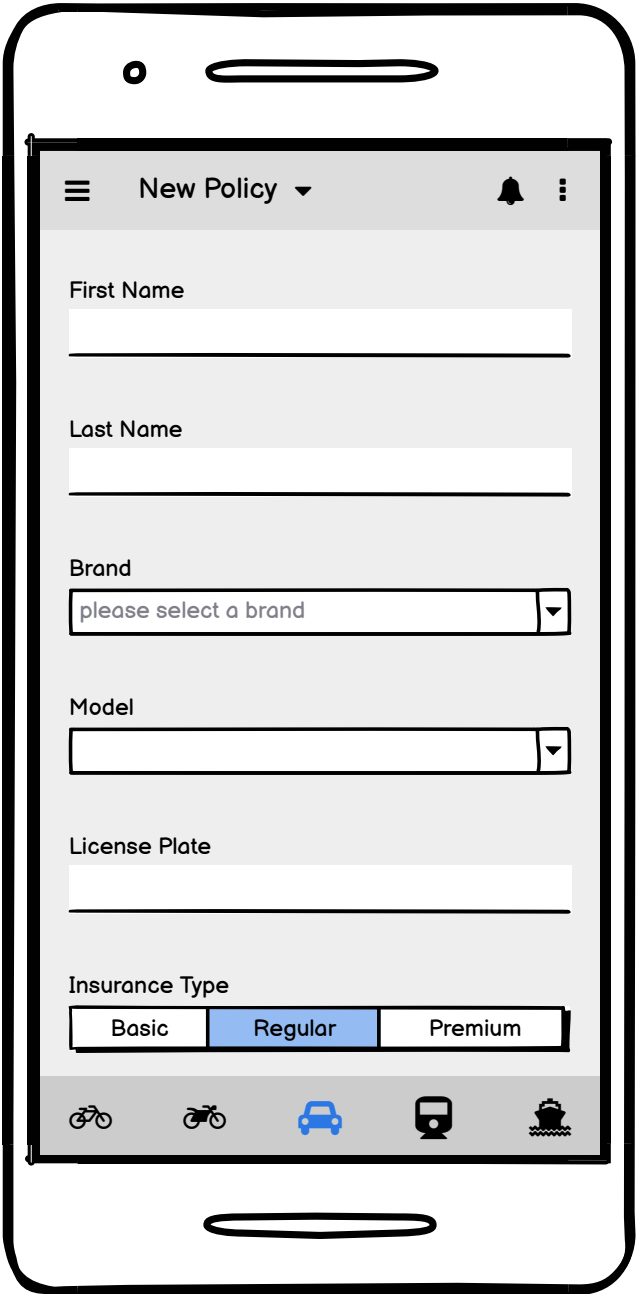 New Policy
First Name
Last Name
Brand
please select a brand
Model
License Plate
Insurance Type
Basic Regular Premium